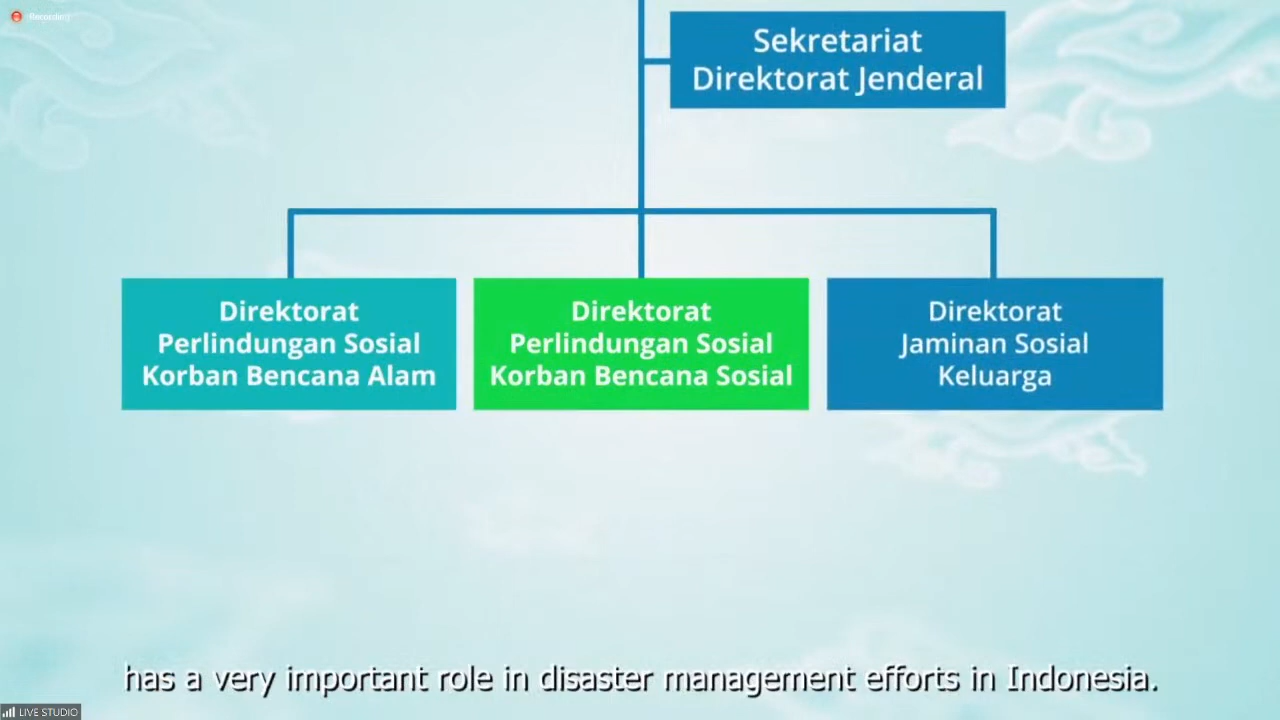 Recording
Sekretariat
Direktorat Jenderal
Direktorat
Perlindungan Sosial
Korban Bencana Alam
Direktorat
Perlindungan Sosial
Korban Bencana Sosial
Direktorat
Jaminan Sosial
Keluarga
has a very important role in disaster management efforts in Indonesia.
LIVE STUDIO